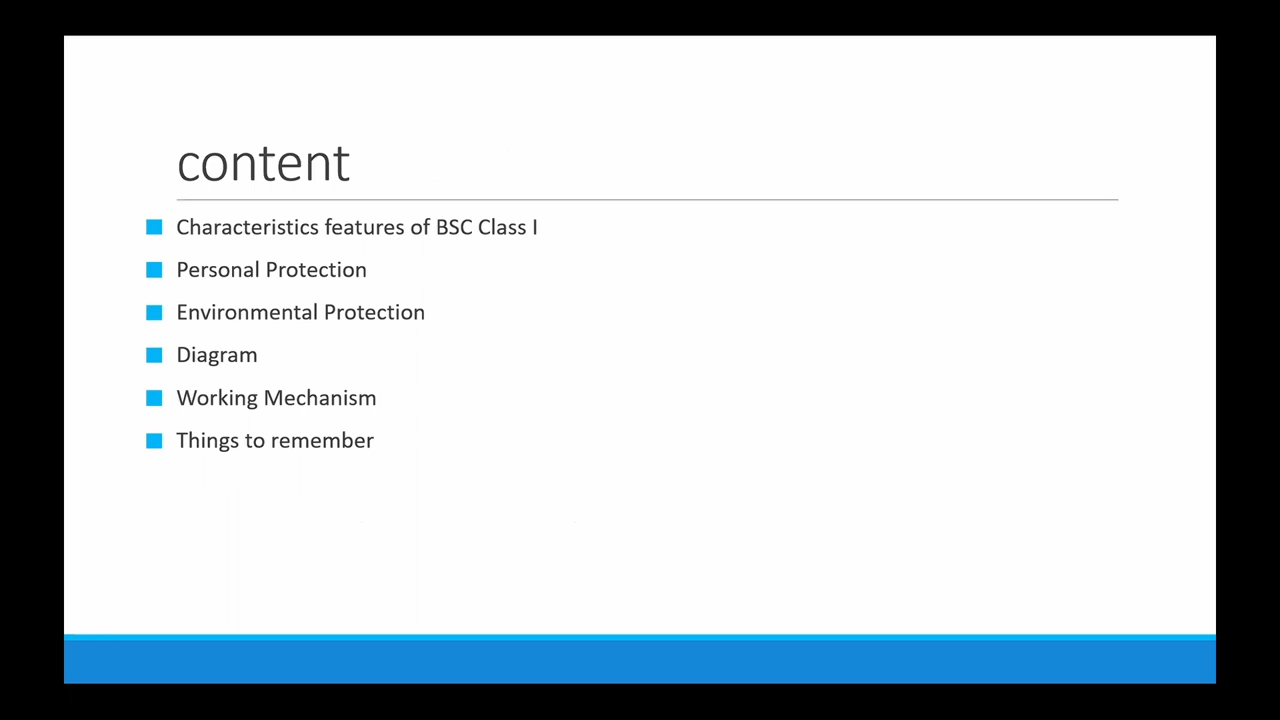 content
Characteristics features of BSC Class I
Personal Protection
Environmental Protection
Diagram
Working Mechanism
Things to remember